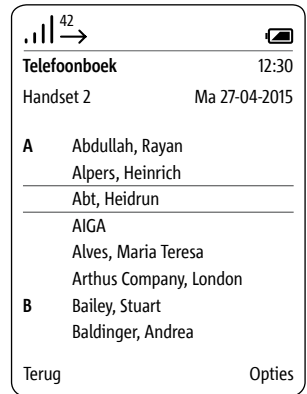 42
Telefoonboek 12:30
Handset 2 Ma 27-04-2015
A Abdullah, Rayan
Alpers, Heinrich
Abt, Heidrun
AIGA
Alves, Maria Teresa
Arthus Company, London
B Bailey, Stuart
Baldinger, Andrea
Terug Opties